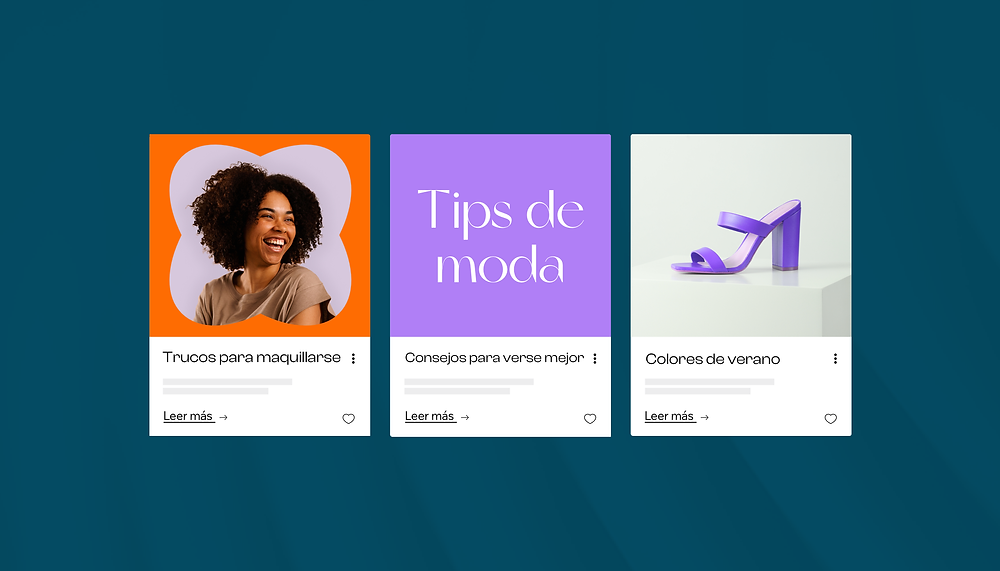 Tips de
moda
Trucos para maquillarse
Leer más →
Consejos para verse mejor
Leer más →
Colores de verano
Leer más →